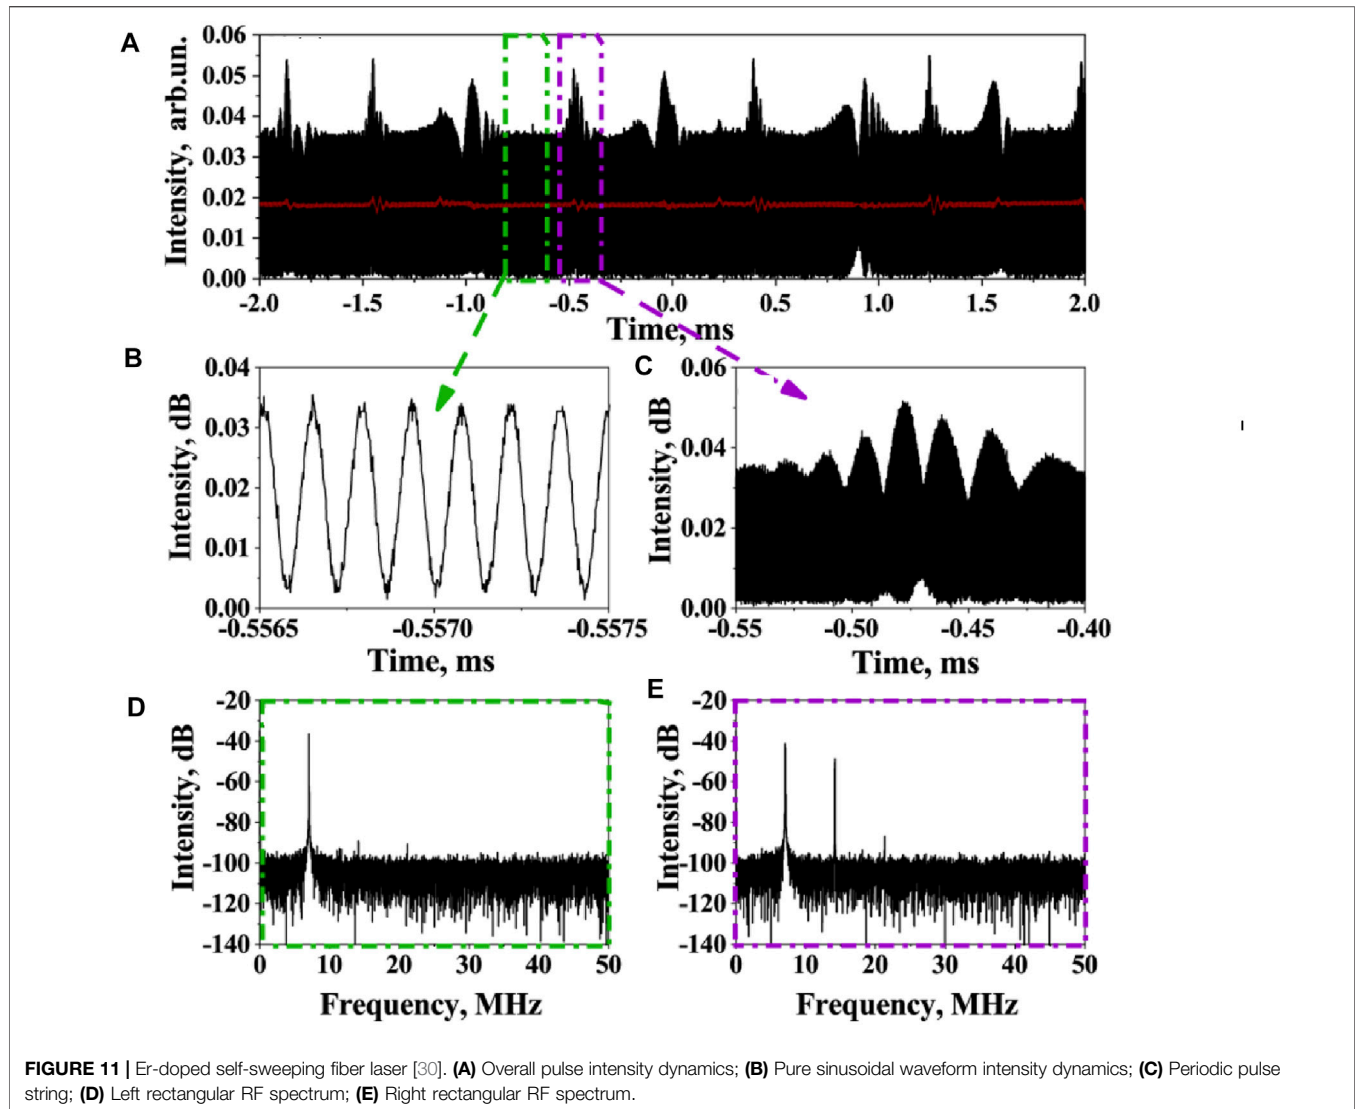 A
Intensity, arb.un.
0.06
0.05
0.04
0.03
0.02
0.01
0.00
-2.0 -1.5 -1.0 -0.5 0.0 0.5 1.0 1.5 2.0
Time, ms
B
Intensity, dB
0.04
0.03
0.02
0.01
0.00
-0.5565 -0.5570 -0.5575
Time, ms
C
Intensity, dB
0.06
0.04
0.02
0.00
-0.55 -0.50 -0.45 -0.40
Time, ms
D
Intensity, dB
-20
-40
-60
-80
-100
-120
-140
0 10 20 30 40 50
Frequency, MHz
E
Intensity, dB
-20
-40
-60
-80
-100
-120
-140
0 10 20 30 40 50
Frequency, MHz
FIGURE 11 | Er-doped self-sweeping fiber laser [30]. (A) Overall pulse intensity dynamics; (B) Pure sinusoidal waveform intensity dynamics; (C) Periodic pulse
string; (D) Left rectangular RF spectrum; (E) Right rectangular RF spectrum.